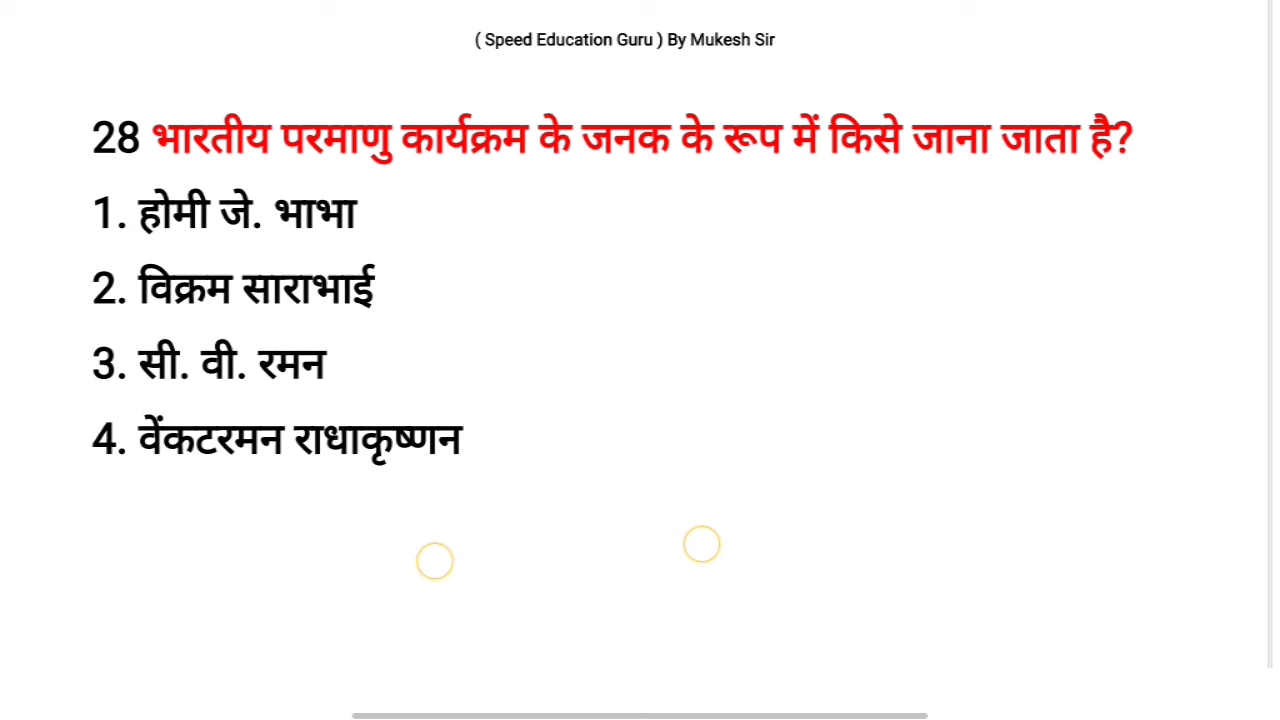 ( Speed Education Guru ) By Mukesh Sir
28 भारतीय परमाणु कार्यक्रम के जनक के रूप में किसे जाना जाता है?
1. होमी जे. भाभा
2. विक्रम साराभाई
3. सी. वी. रमन
4. वेंकटरमन राधाकृष्णन